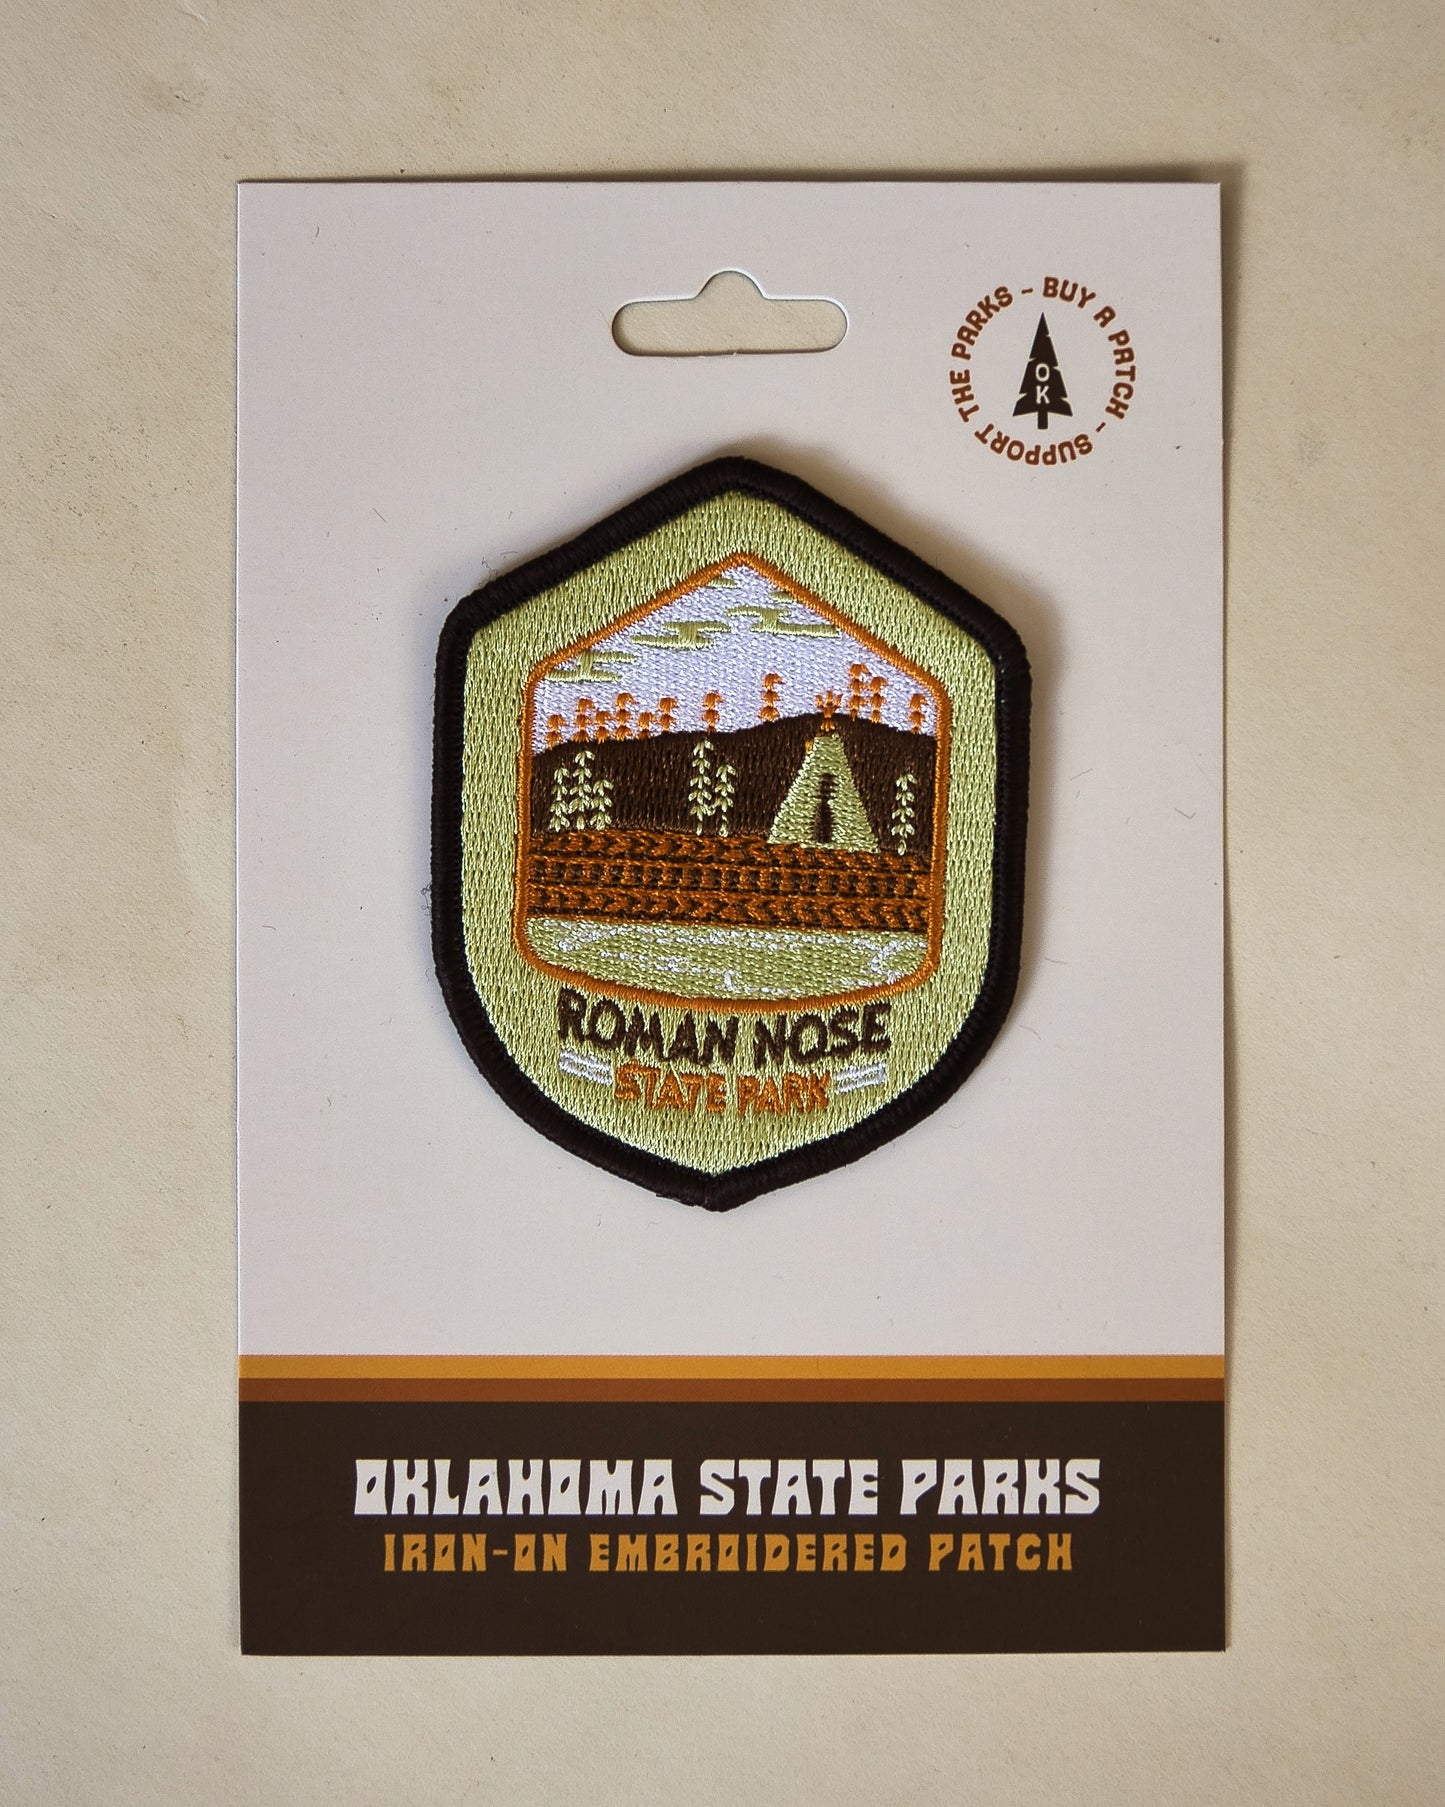 BUY A PATCH - SUPPORT THE PARKS -
OK
ROMAN NOSE
STATE PARK
OKLAHOMA STATE PARKS
IRON-ON EMBROIDERED PATCH